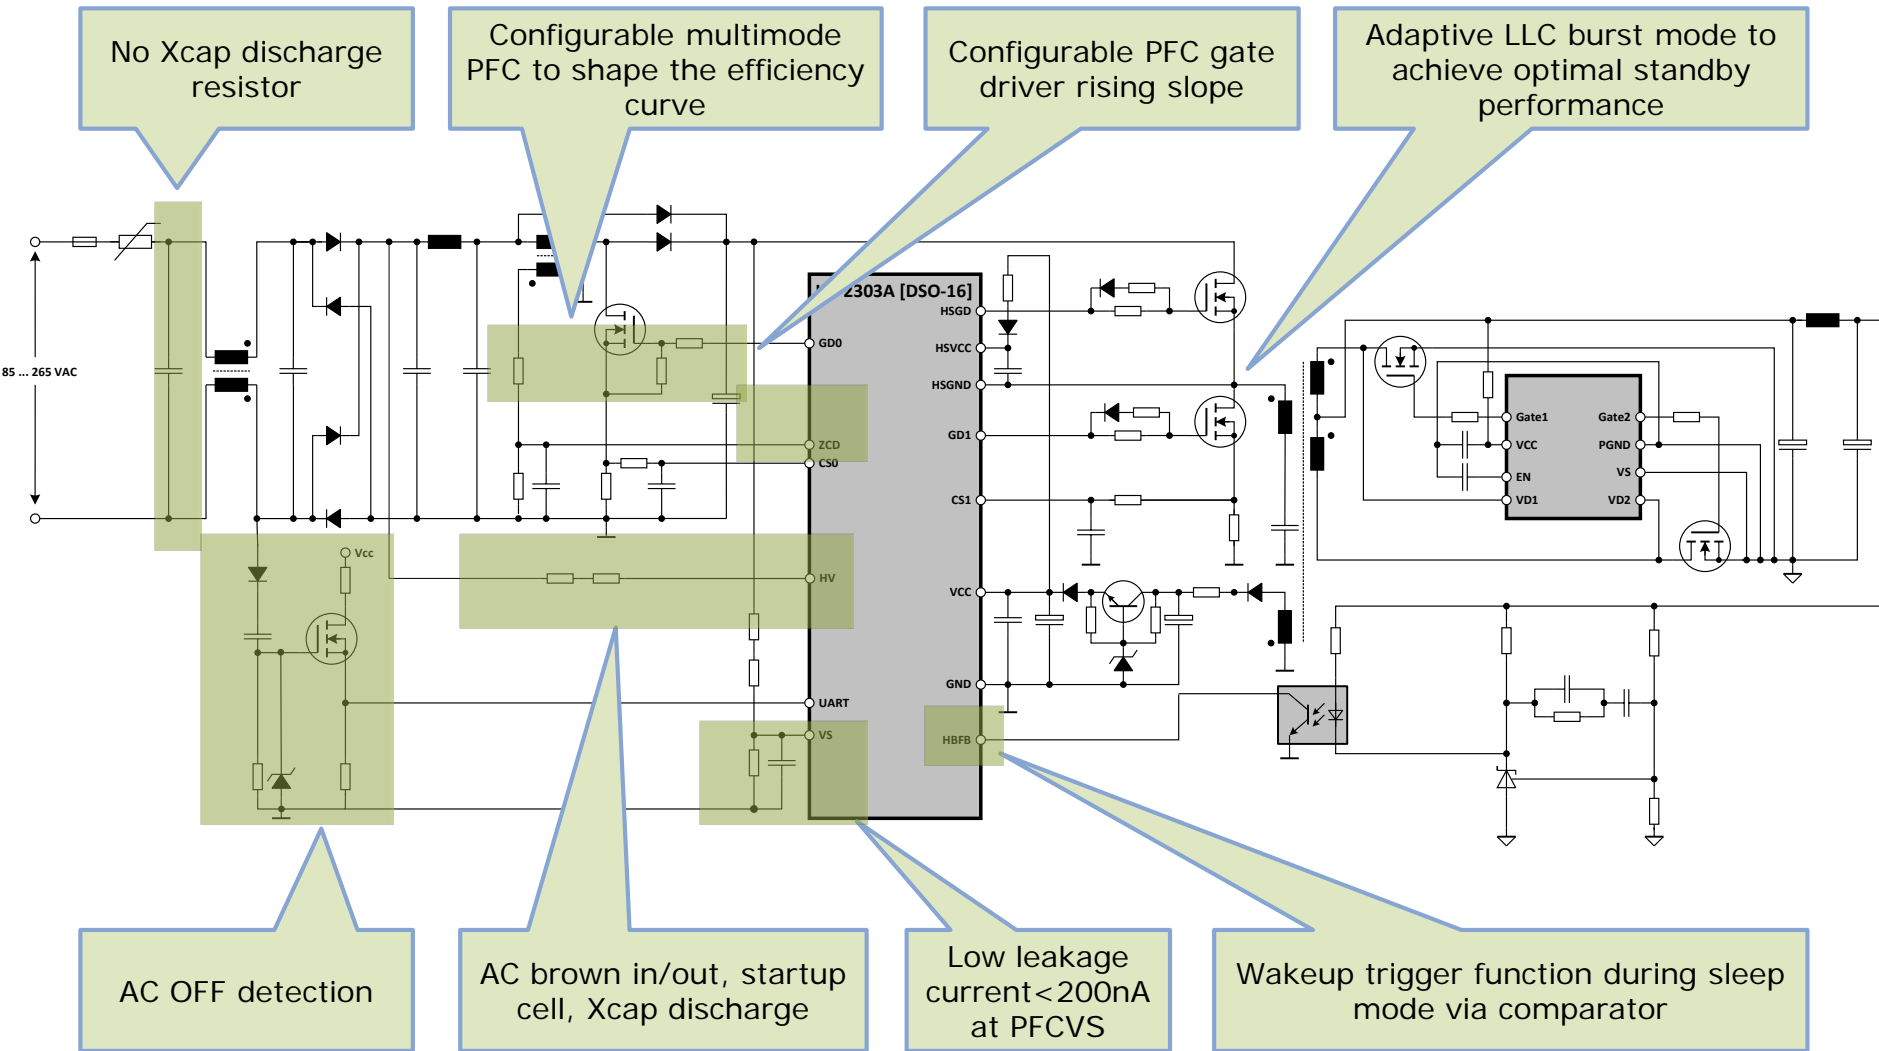 No Xcap discharge
resistor
Configurable multimode
PFC to shape the efficiency
curve
Configurable PFC gate
driver rising slope
Adaptive LLC burst mode to
achieve optimal standby
performance
85 ... 265 VAC
2303A [DSO-16]
HSGD
GD0
HSVCC
HSGND
GD1
ZCD
CS0
CS1
Vcc
HV
VCC
GND
UART
VS
HBFB
Gate1
Gate2
VCC
PGND
EN
VS
VD1
VD2
AC OFF detection
AC brown in/out, startup
cell, Xcap discharge
Low leakage
current<200nA
at PFCVS
Wakeup trigger function during sleep
mode via comparator